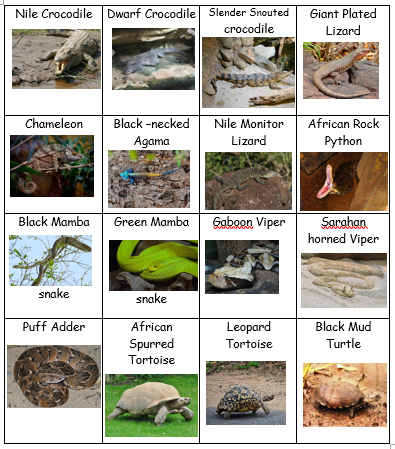 Nile Crocodile
Dwarf Crocodile
Slender Snouted
crocodile
Giant Plated
Lizard
Chameleon
Black –necked
Agama
Nile Monitor
Lizard
African Rock
Python
Black Mamba
snake
Green Mamba
snake
Gaboon Viper
Sarahan
horned Viper
Puff Adder
African
Spurred
Tortoise
Leopard
Tortoise
Black Mud
Turtle